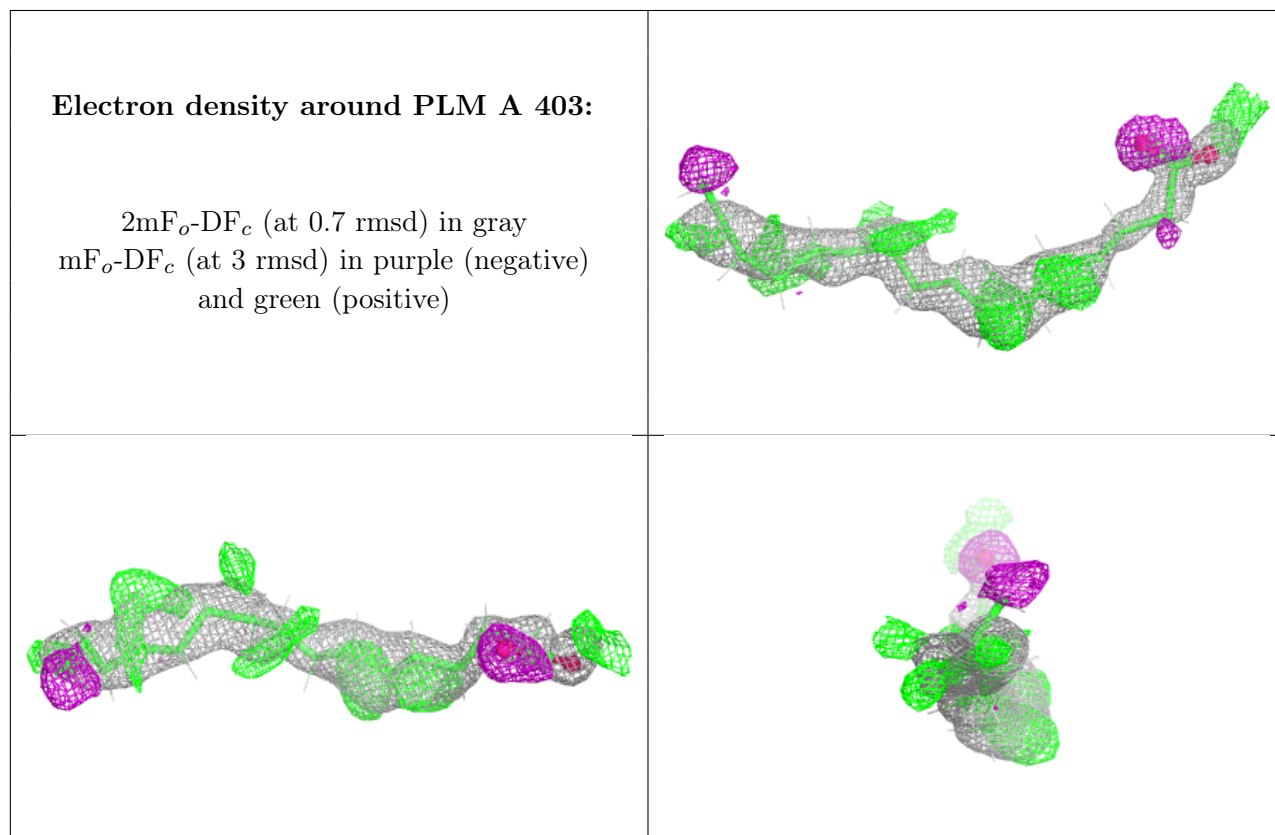 Electron density around PLM A 403:
2mFo-DFc (at 0.7 rmsd) in gray
mFo-DFc (at 3 rmsd) in purple (negative)
and green (positive)